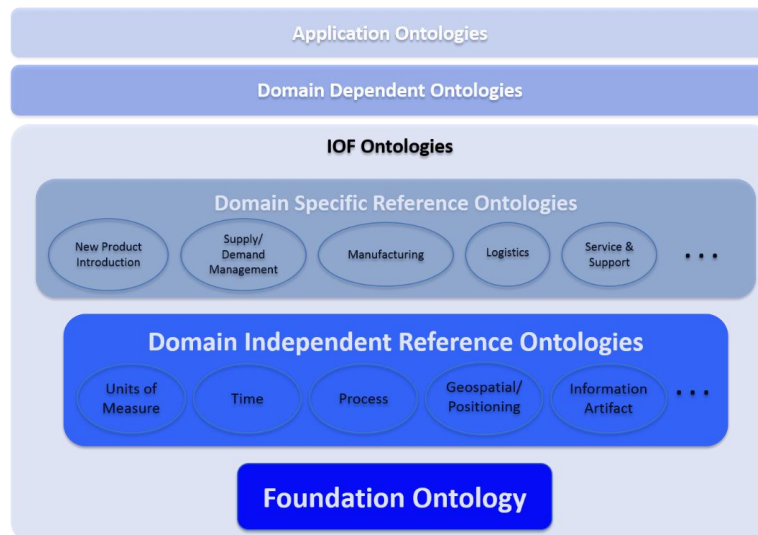 Application Ontologies
Domain Dependent Ontologies
IOF Ontologies
Domain Specific Reference Ontologies
New Product
Introduction
Supply/
Demand
Management
Manufacturing
Logistics
Service &
Support
...
Domain Independent Reference Ontologies
Units of
Measure
Time
Process
Geospatial/
Positioning
Information
Artifact
...
Foundation Ontology